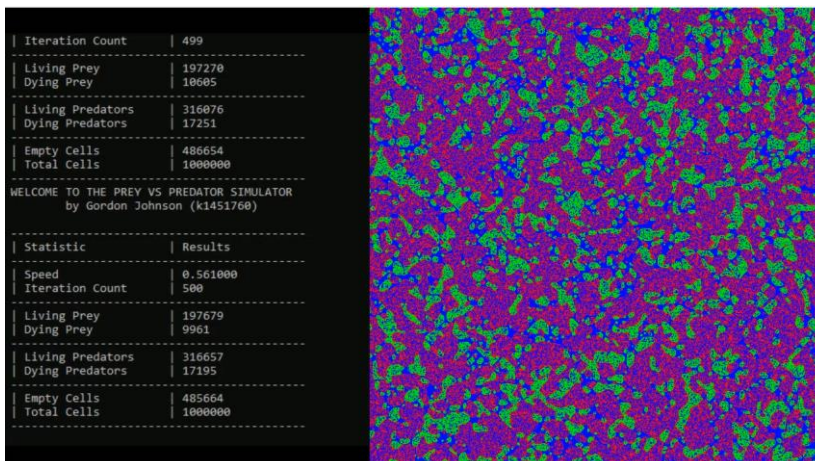 | Iteration Count | 499
| Living Prey | 197270
| Dying Prey | 10605
| Living Predators | 316076
| Dying Predators | 17251
| Empty Cells | 486654
| Total Cells | 1000000
WELCOME TO THE PREY VS PREDATOR SIMULATOR
by Gordon Johnson (k1451760)
| Statistic | Results
| Speed | 0.561000
| Iteration Count | 500
| Living Prey | 197679
| Dying Prey | 9961
| Living Predators | 316657
| Dying Predators | 17195
| Empty Cells | 485664
| Total Cells | 1000000